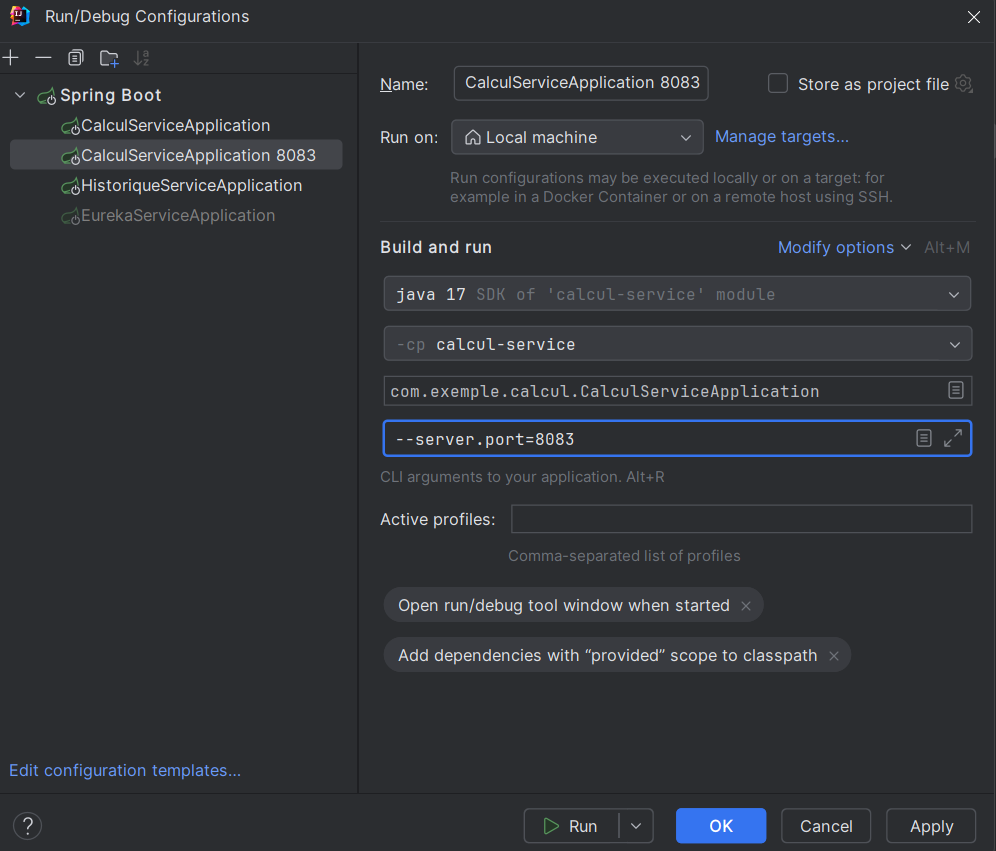 Run/Debug Configurations
Spring Boot
CalculServiceApplication
CalculServiceApplication 8083
HistoriqueServiceApplication
EurekaServiceApplication
Edit configuration templates...
Name: CalculServiceApplication 8083 Store as project file
Run on: Local machine Manage targets...
Run configurations may be executed locally or on a target: for
example in a Docker Container or on a remote host using SSH.
Build and run Modify options Alt+M
java 17 SDK of 'calcul-service' module
-cp calcul-service
com.exemple.calcul.CalculServiceApplication
--server.port=8083
CLI arguments to your application. Alt+R
Active profiles:
Comma-separated list of profiles
Open run/debug tool window when started ×
Add dependencies with “provided” scope to classpath ×
? Run OK Cancel Apply